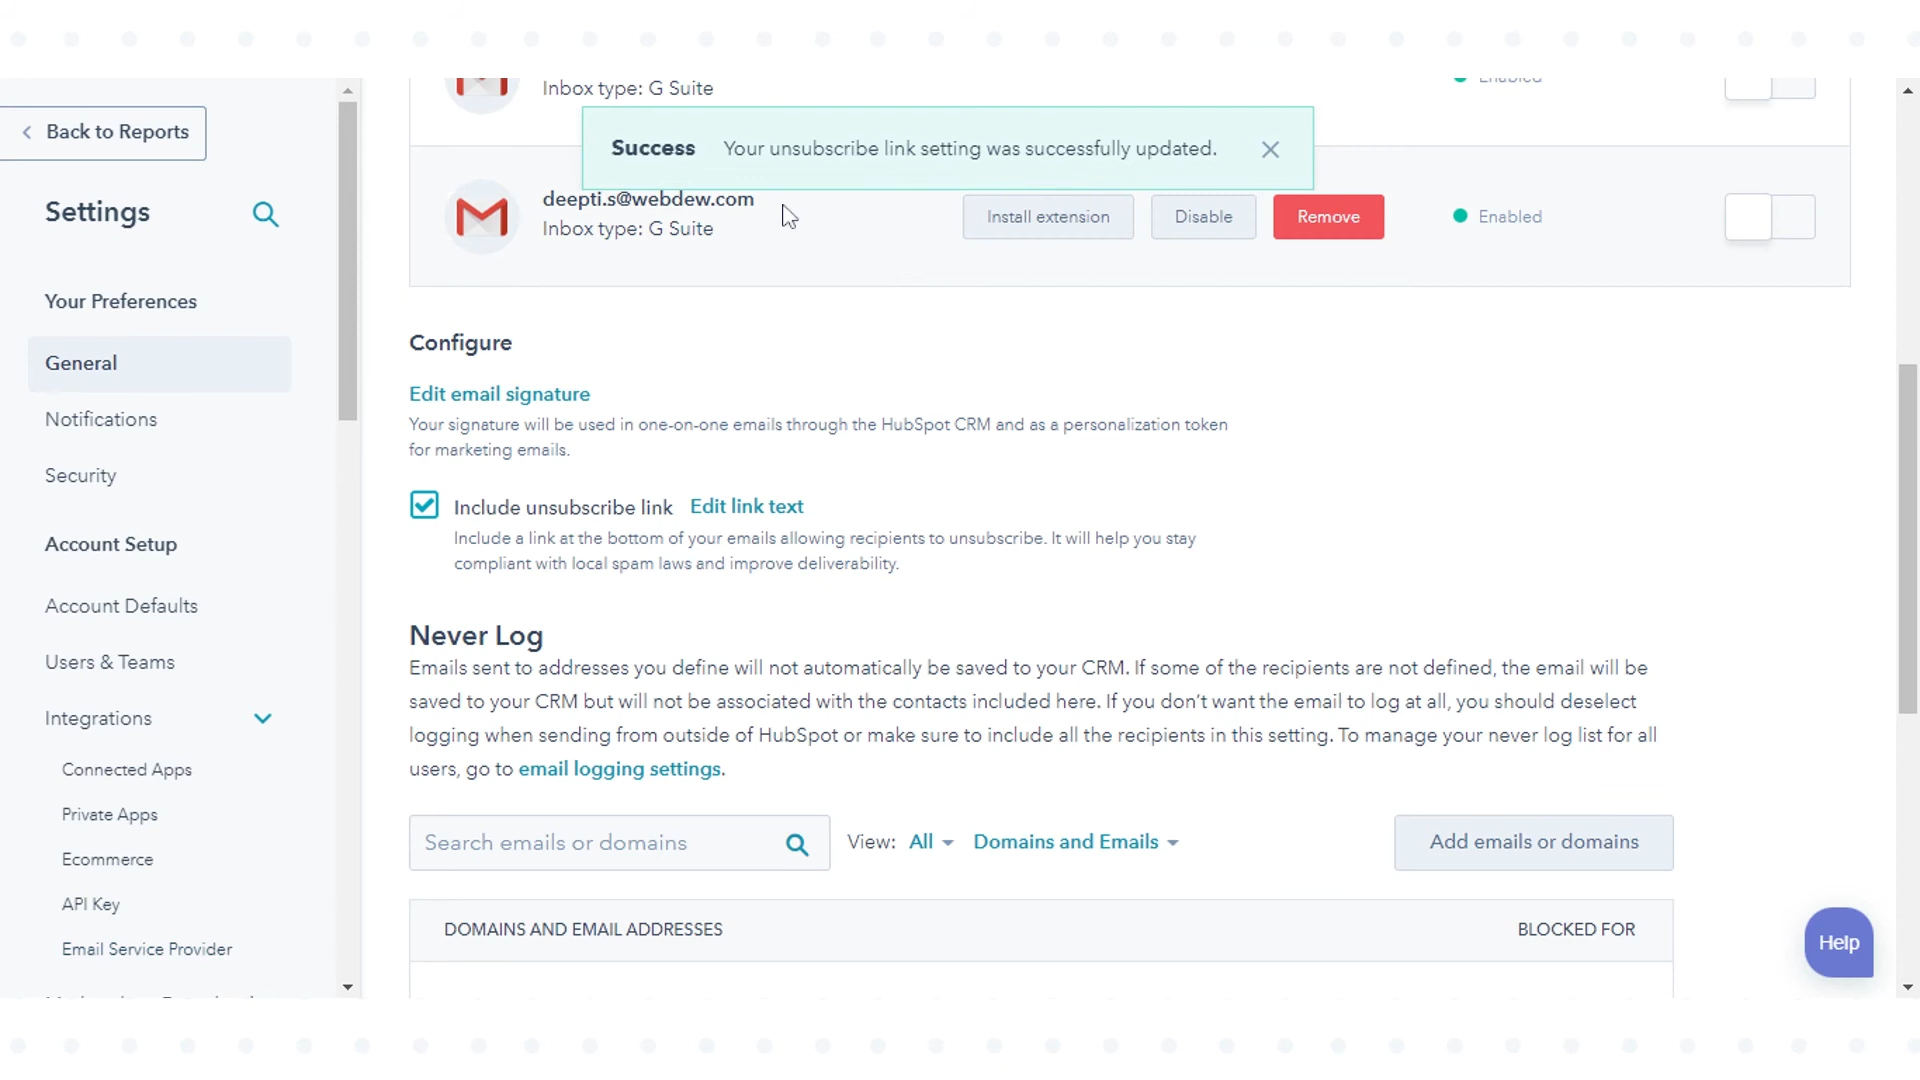 Back to Reports
Settings
Your Preferences
General
Notifications
Security
Account Setup
Account Defaults
Users & Teams
Integrations
Connected Apps
Private Apps
Ecommerce
API Key
Email Service Provider
Inbox type: G Suite
Enabled
Success Your unsubscribe link setting was successfully updated.
deepti.s@webdew.com
Inbox type: G Suite
Install extension
Disable
Remove
Enabled
Configure
Edit email signature
Your signature will be used in one-on-one emails through the HubSpot CRM and as a personalization token
for marketing emails.
Include unsubscribe link Edit link text
Include a link at the bottom of your emails allowing recipients to unsubscribe. It will help you stay
compliant with local spam laws and improve deliverability.
Never Log
Emails sent to addresses you define will not automatically be saved to your CRM. If some of the recipients are not defined, the email will be
saved to your CRM but will not be associated with the contacts included here. If you don't want the email to log at all, you should deselect
logging when sending from outside of HubSpot or make sure to include all the recipients in this setting. To manage your never log list for all
users, go to email logging settings.
Search emails or domains
View: All Domains and Emails
Add emails or domains
DOMAINS AND EMAIL ADDRESSES
BLOCKED FOR
Help